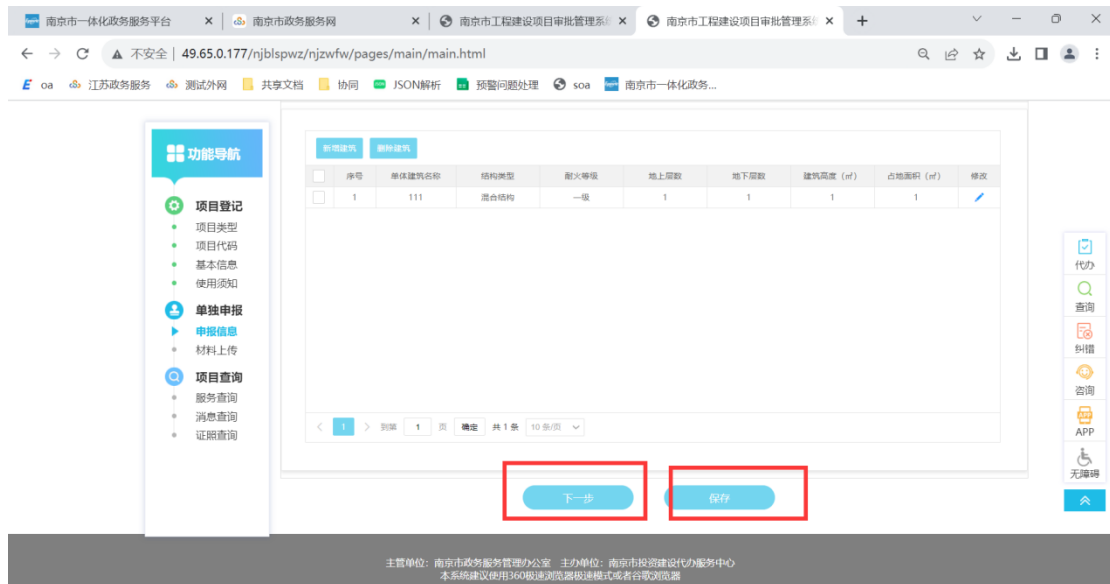 南京市一体化政务服务平台 南京市政务服务网 南京市工程建设项目审批管理系 南京市工程建设项目审批管理系
不安全 49.65.0.177/njblspwz/njzwfw/pages/main/main.html
oa 江苏政务服务 测试外网 共享文档 协同 JSON解析 预警问题处理 soa 南京市一体化政务...
功能导航
项目登记
项目类型
项目代码
基本信息
使用须知
单独申报
申报信息
材料上传
项目查询
服务查询
消息查询
证照查询
新增建筑 删除建筑
序号 单体建筑名称 结构类型 耐火等级 地上层数 地下层数 建筑高度（㎡） 占地面积（㎡） 修改
1 111 混合结构 一级 1 1 1 1
< 1 > 到第 1 页 确定 共 1 条 10 条/页
下一步 保存
代办
查询
纠错
咨询
APP
无障碍
主管单位：南京市政务服务管理办公室 主办单位：南京市投资建设代办服务中心
本系统建议使用360极速浏览器极速模式或者谷歌浏览器